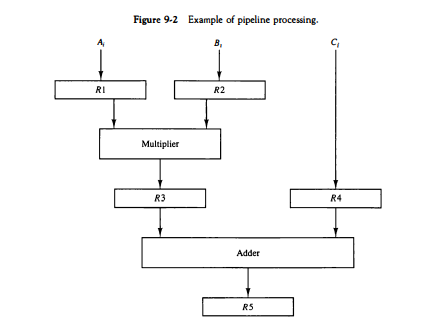 Figure 9-2 Example of pipeline processing.
Ai Bi Ci
R1 R2
Multiplier
R3 R4
Adder
R5